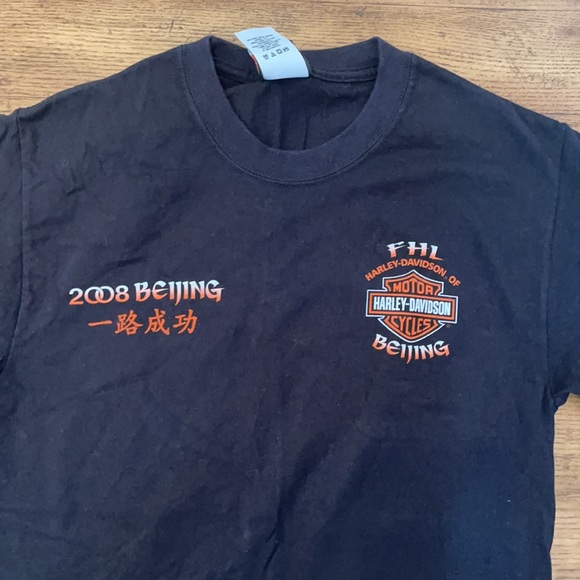 2008 BEIJING
一路成功
FHL
HARLEY-DAVIDSON® OF
MOTOR
HARLEY-DAVIDSON
CYCLES
BEIJING